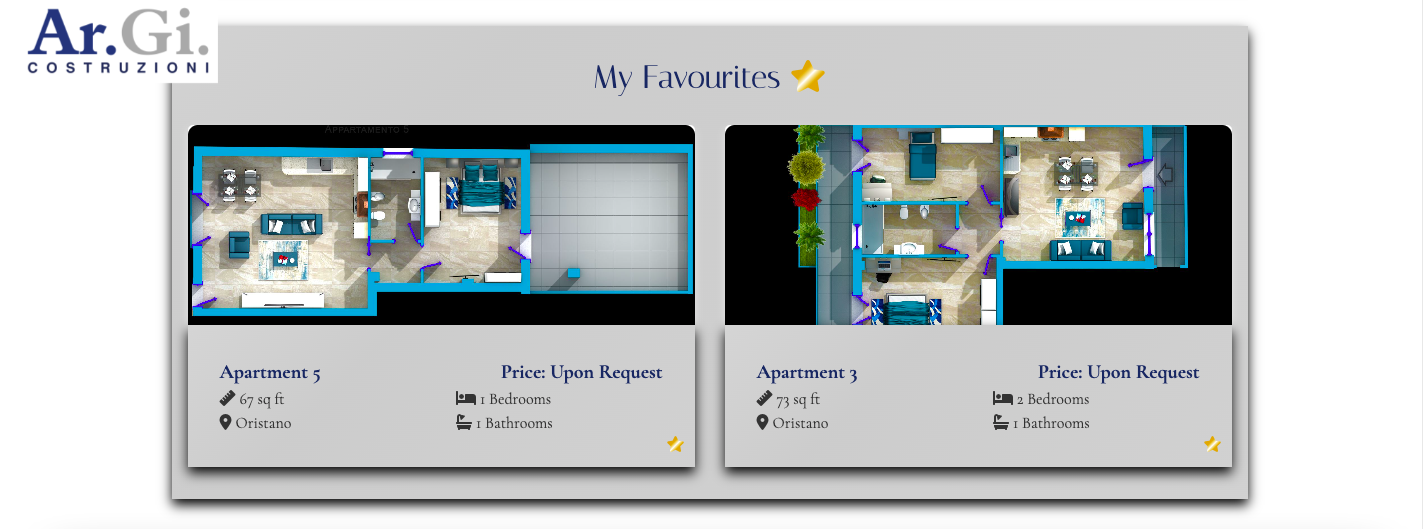 Ar.Gi.
COSTRUZIONI
My Favourites
Appartamento 5
Apartment 5
Price: Upon Request
67 sq ft
1 Bedrooms
Oristano
1 Bathrooms
Apartment 3
Price: Upon Request
73 sq ft
2 Bedrooms
Oristano
1 Bathrooms